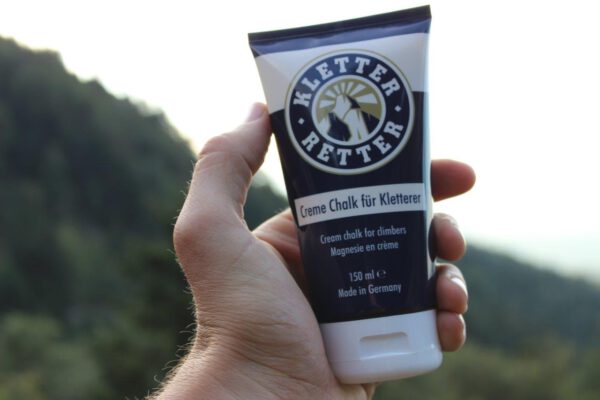 KLETTER
RETTER
Creme Chalk für Kletterer
Cream chalk for climbers
Magnesie en crème
150 ml ℮
Made in Germany